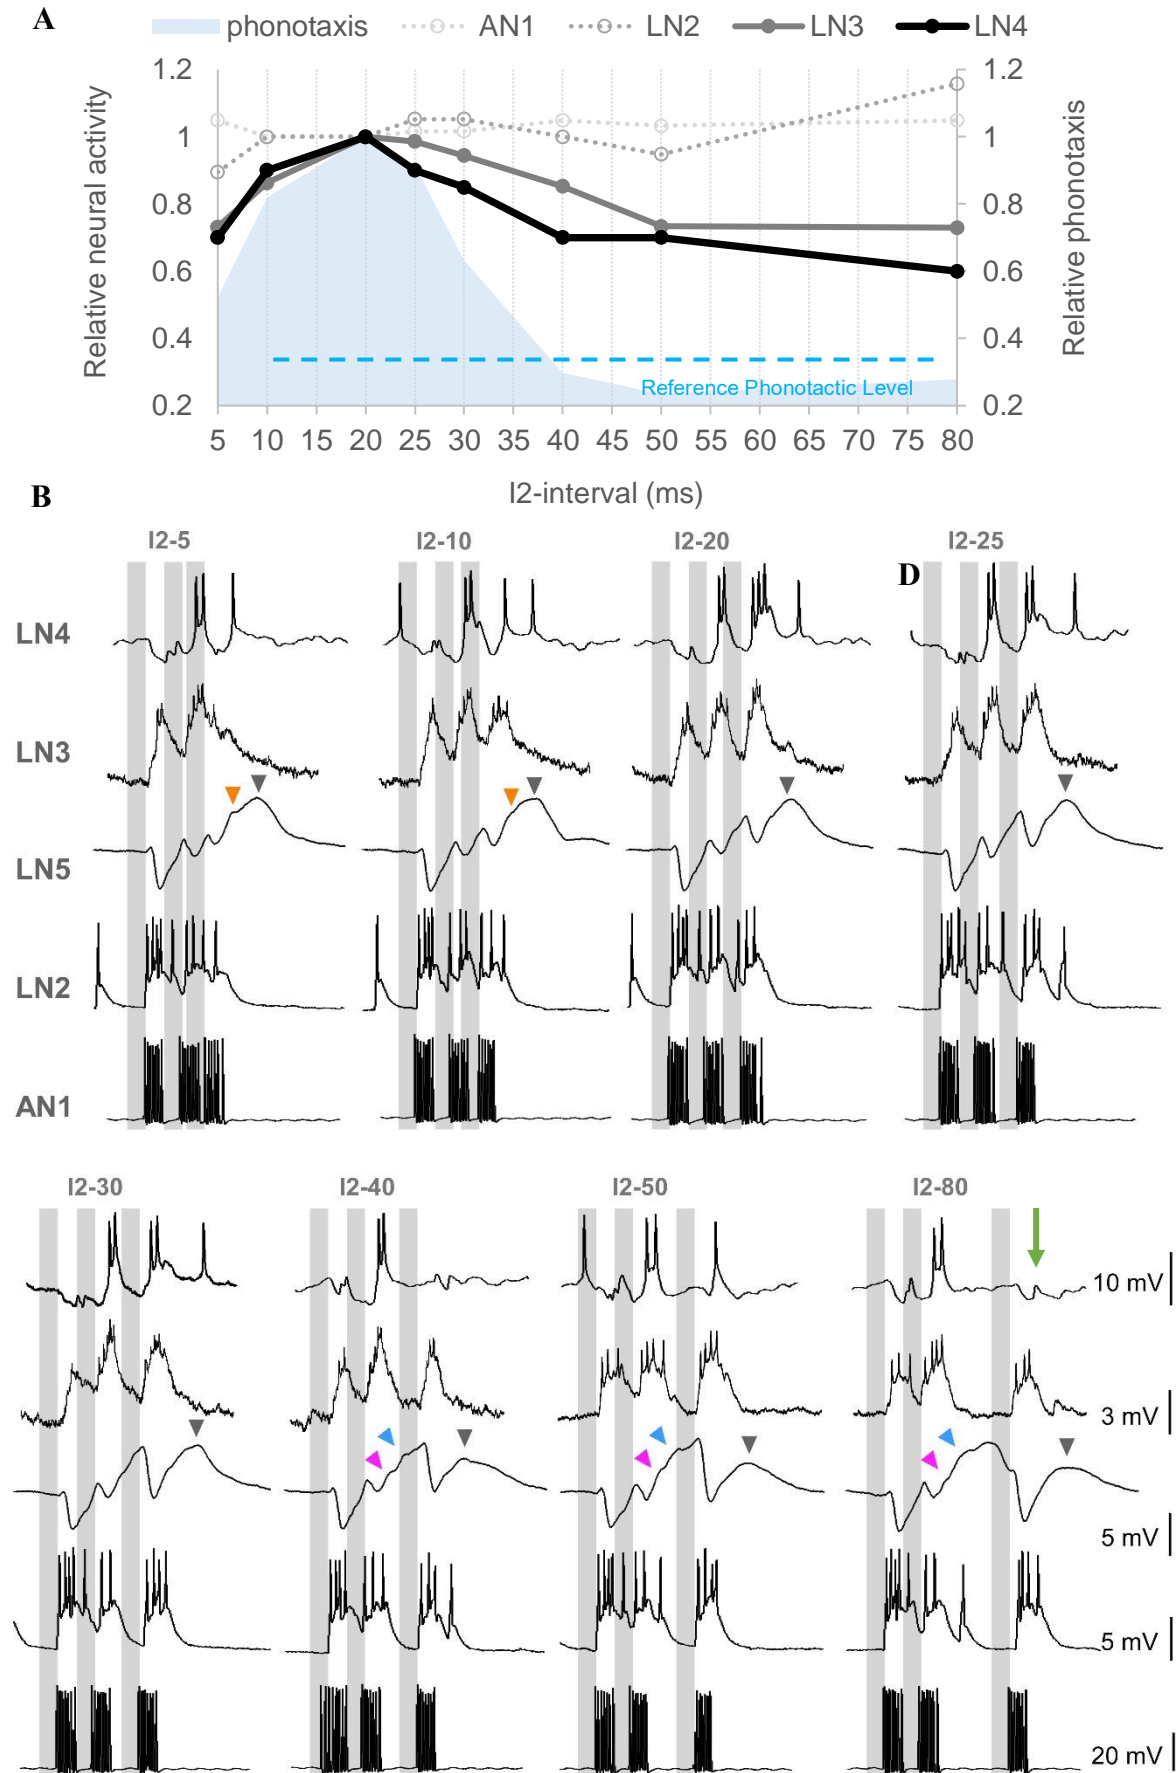 A
phonotaxis AN1 LN2 LN3 LN4
1.2 1.2
1 1
0.8 0.8
0.6 0.6
0.4 0.4
0.2 0.2
Relative neural activity
Relative phonotaxis
Reference Phonotactic Level
5 10 15 20 25 30 35 40 45 50 55 60 65 70 75 80
I2-interval (ms)
B
I2-5 I2-10 I2-20 I2-25
D
LN4
LN3
LN5
LN2
AN1
I2-30 I2-40 I2-50 I2-80
10 mV
3 mV
5 mV
5 mV
20 mV